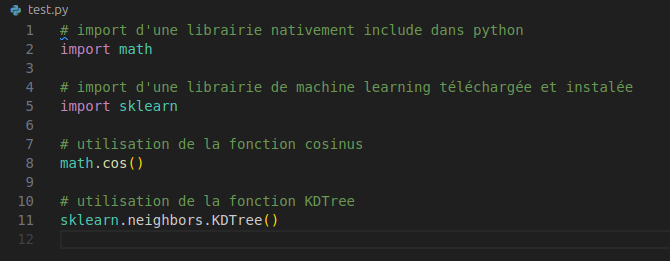 test.py
1 # import d'une librairie nativement include dans python
2 import math
3
4 # import d'une librairie de machine learning téléchargée et instalée
5 import sklearn
6
7 # utilisation de la fonction cosinus
8 math.cos()
9
10 # utilisation de la fonction KDTree
11 sklearn.neighbors.KDTree()
12